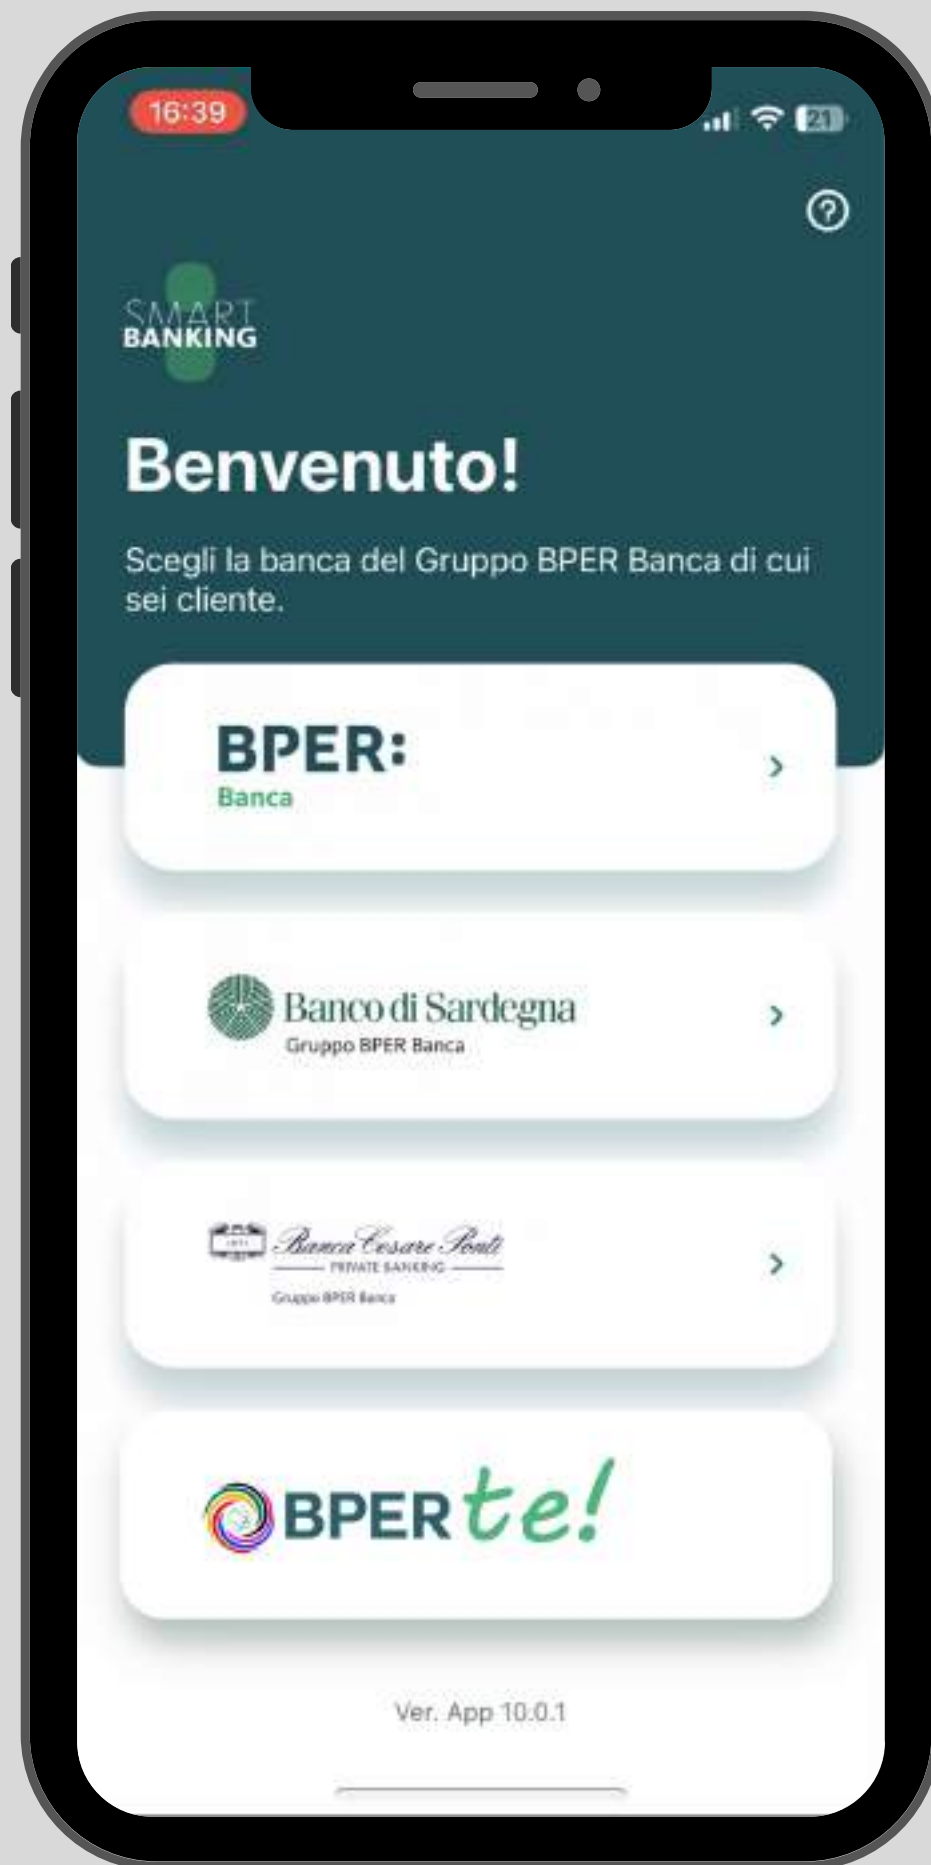 16:39
21
SMART
BANKING
Benvenuto!
Scegli la banca del Gruppo BPER Banca di cui
sei cliente.
BPER:
Banca
Banco di Sardegna
Gruppo BPER Banca
Banca Cesare Ponti
PRIVATE BANKING
Gruppo BPER Banca
BPER te!
Ver. App 10.0.1